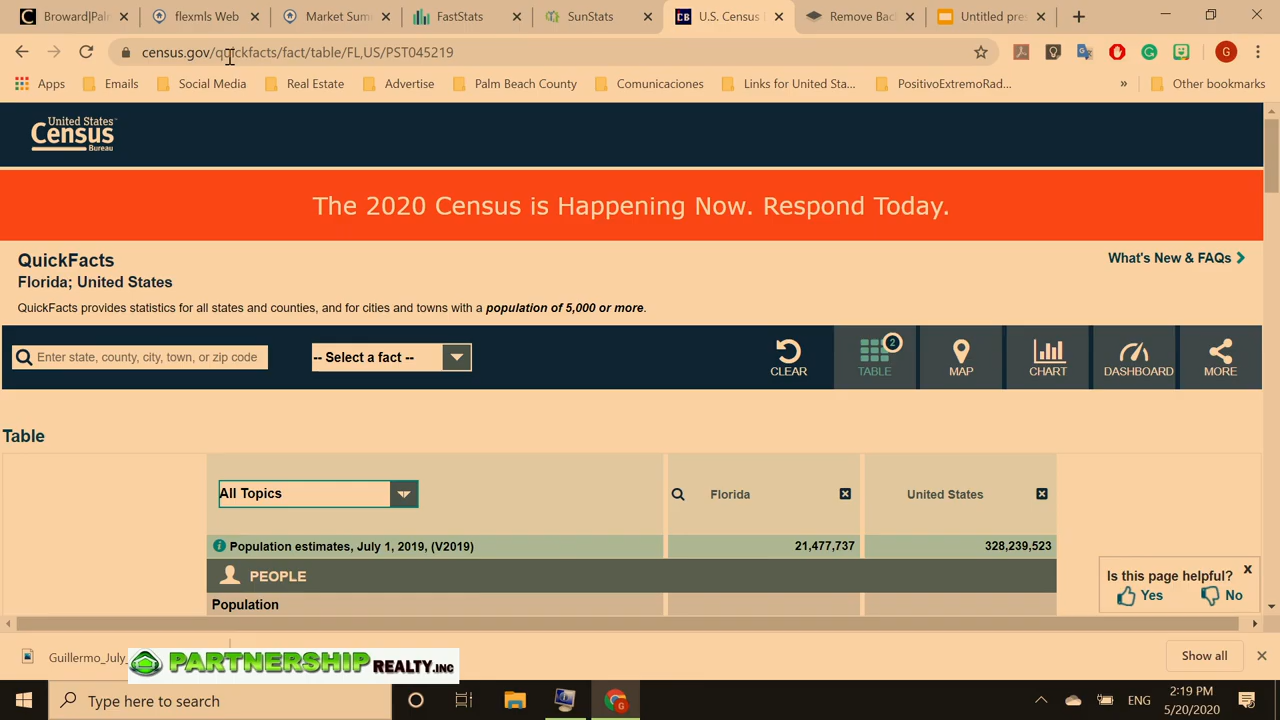 Broward|Palm
flexmls Web
Market Summ
FastStats
SunStats
U.S. Census
Remove Bac
Untitled pres
census.gov/quickfacts/fact/table/FL,US/PST045219
G
Apps
Emails
Social Media
Real Estate
Advertise
Palm Beach County
Comunicaciones
Links for United Sta...
PositivoExtremoRad...
»
Other bookmarks
United States
Census
Bureau
The 2020 Census is Happening Now. Respond Today.
QuickFacts
What's New & FAQs
Florida; United States
QuickFacts provides statistics for all states and counties, and for cities and towns with a population of 5,000 or more.
Enter state, county, city, town, or zip code
-- Select a fact --
CLEAR
2
TABLE
MAP
CHART
DASHBOARD
MORE
Table
All Topics
Florida
United States
Population estimates, July 1, 2019, (V2019)
21,477,737
328,239,523
PEOPLE
Population
Is this page helpful?
x
Yes
No
Guillermo_July
Show all
PARTNERSHIP REALTY.INC
Type here to search
ENG
2:19 PM
5/20/2020